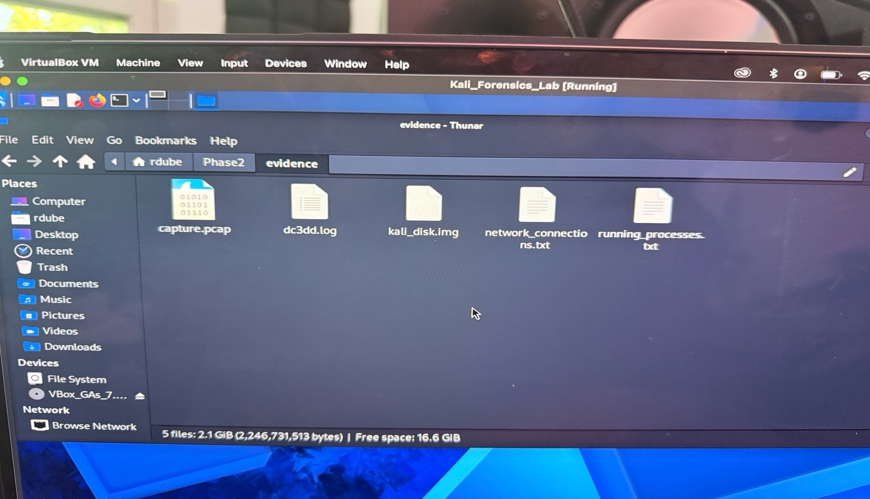 VirtualBox VM Machine View Input Devices Window Help
Kali_Forensics_Lab [Running]
evidence - Thunar
File Edit View Go Bookmarks Help
rdube Phase2 evidence
Places
Computer
rdube
Desktop
Recent
Trash
Documents
Music
Pictures
Videos
Downloads
Devices
File System
VBox_GAs_7....
Network
Browse Network
01010
01101
01110
capture.pcap
dc3dd.log
kali_disk.img
network_connectio
ns.txt
running_processes.
txt
5 files: 2.1 GiB (2,246,731,513 bytes) | Free space: 16.6 GiB